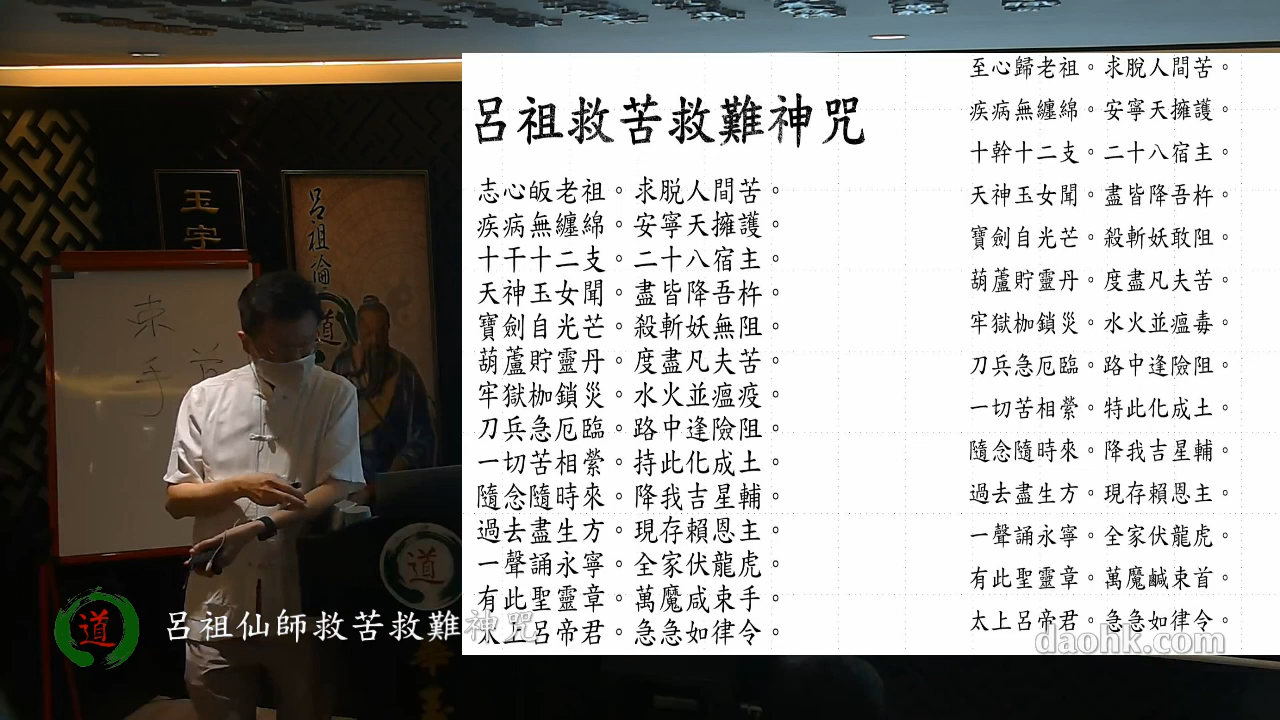 呂祖救苦救難神咒
志心皈老祖。求脱人間苦。
疾病無纏綿。安寧天擁護。
十干十二支。二十八宿主。
天神玉女聞。盡皆降吾杵。
寶劍自光芒。殺斬妖無阻。
葫蘆貯靈丹。度盡凡夫苦。
牢獄枷鎖災。水火並瘟疫。
刀兵急厄臨。路中逢險阻。
一切苦相縈。持此化成土。
隨念隨時來。降我吉星輔。
過去盡生方。現存賴恩主。
一聲誦永寧。全家伏龍虎。
有此聖靈章。萬魔咸束手。
太上呂帝君。急急如律令。
至心歸老祖。求脫人間苦。
疾病無纏綿。安寧天擁護。
十幹十二支。二十八宿主。
天神玉女聞。盡皆降吾杵。
寶劍自光芒。殺斬妖敢阻。
葫蘆貯靈丹。度盡凡夫苦。
牢獄枷鎖災。水火並瘟毒。
刀兵急厄臨。路中逢險阻。
一切苦相縈。特此化成土。
隨念隨時來。降我吉星輔。
過去盡生方。現存賴恩主。
一聲誦永寧。全家伏龍虎。
有此聖靈章。萬魔鹹束首。
太上呂帝君。急急如律令。
玉宇
呂祖論道
束手
道
道
呂祖仙師救苦救難神咒
daohk.com